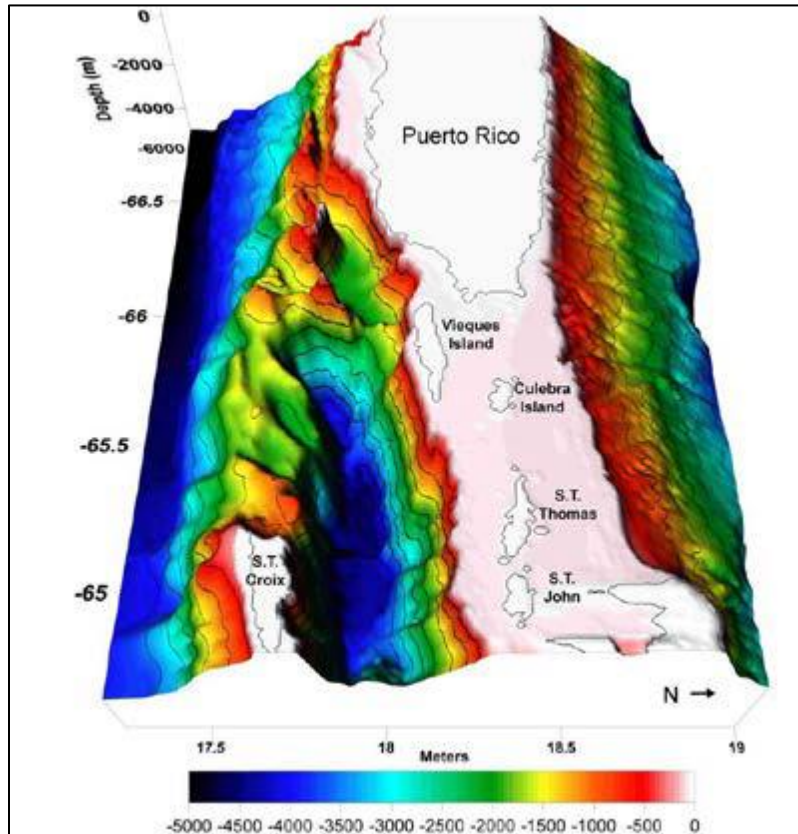 0
-2000
-4000
-6000
Depth (m)
-66.5
-66
-65.5
-65
Puerto Rico
Vieques
Island
Culebra
Island
S.T.
Thomas
S.T.
Croix
S.T.
John
N →
17.5
18
18.5
19
Meters
-5000 -4500 -4000 -3500 -3000 -2500 -2000 -1500 -1000 -500 0